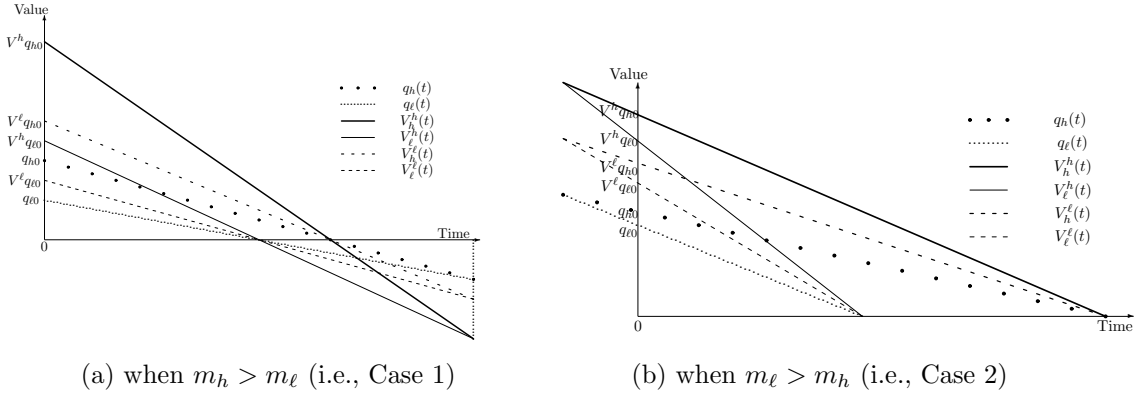 Value
V^h q_{h0}
V^ℓ q_{h0}
V^h q_{ℓ0}
q_{h0}
V^ℓ q_{ℓ0}
q_{ℓ0}
0
Time
q_h(t)
q_ℓ(t)
V_h^h(t)
V_ℓ^h(t)
V_h^ℓ(t)
V_ℓ^ℓ(t)
(a) when m_h > m_ℓ (i.e., Case 1)
Value
V^h q_{h0}
V^h q_{ℓ0}
V^ℓ q_{h0}
V^ℓ q_{ℓ0}
q_{h0}
q_{ℓ0}
0
Time
q_h(t)
q_ℓ(t)
V_h^h(t)
V_ℓ^h(t)
V_h^ℓ(t)
V_ℓ^ℓ(t)
(b) when m_ℓ > m_h (i.e., Case 2)